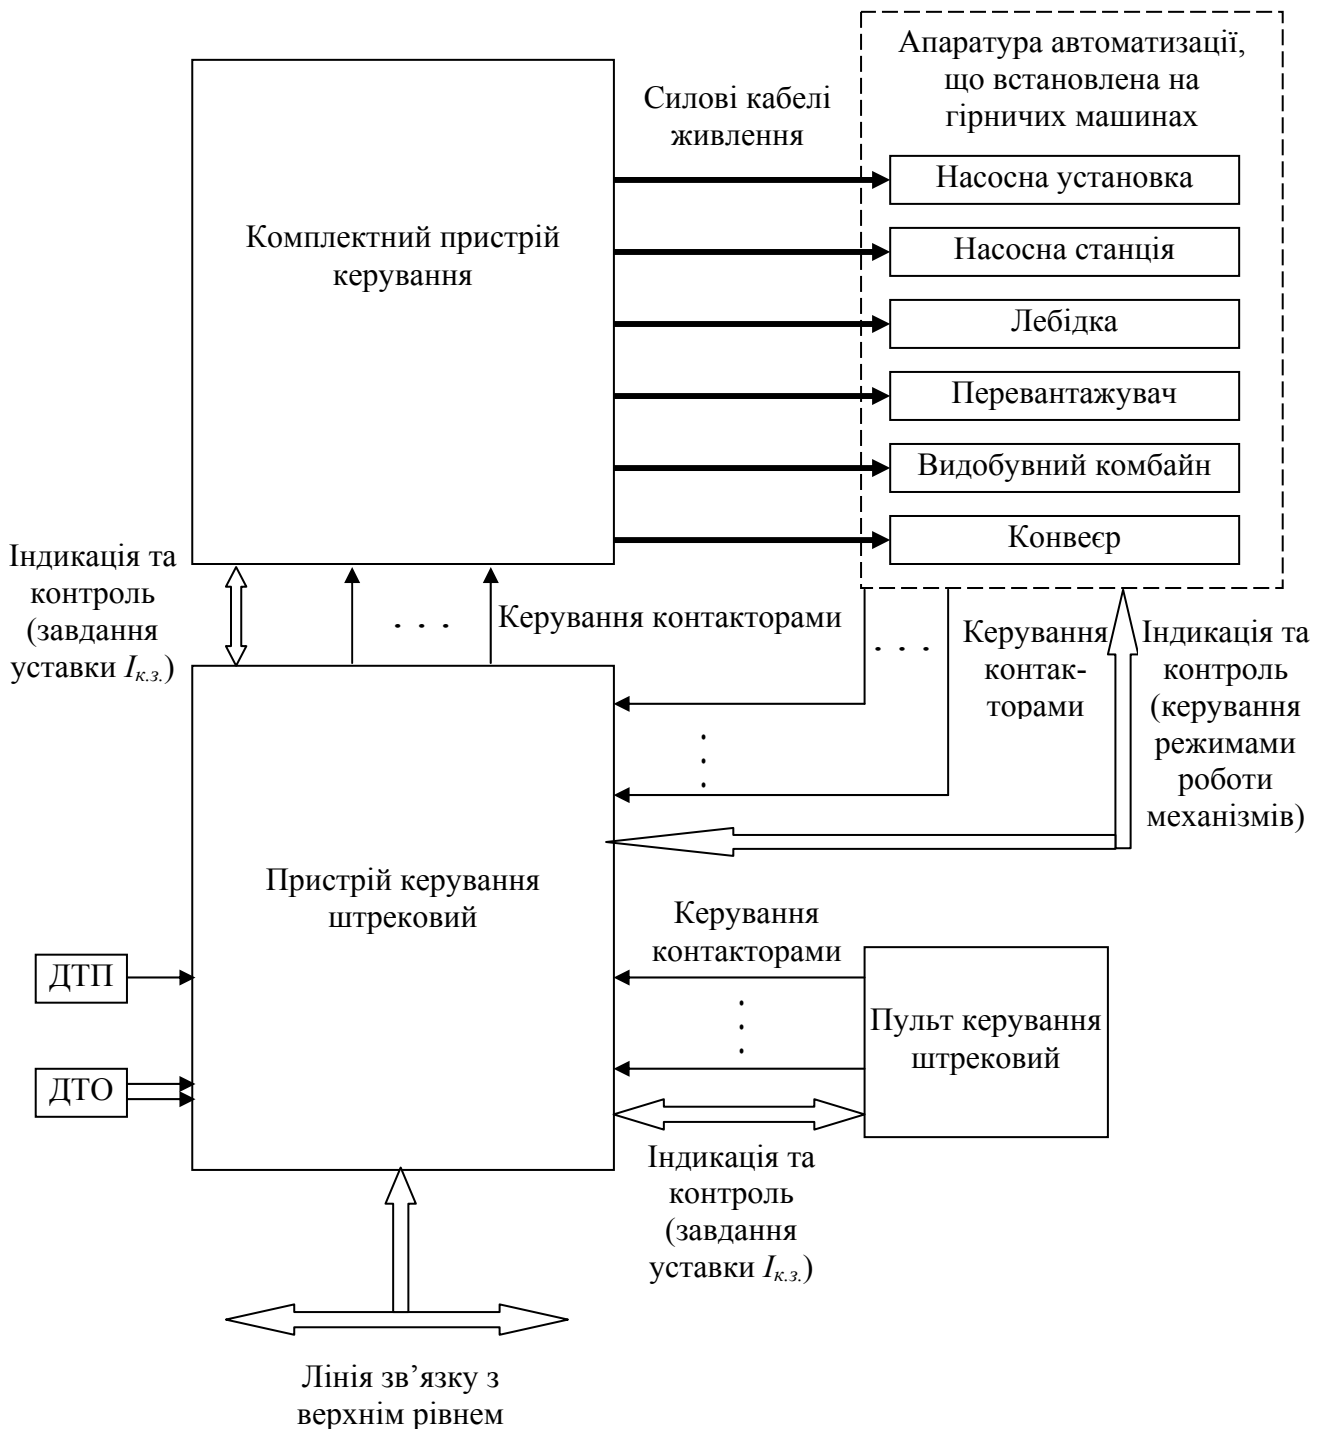 Апаратура автоматизації,
що встановлена на
гірничих машинах
Силові кабелі
живлення
Насосна установка
Комплектний пристрій
керування
Насосна станція
Лебідка
Перевантажувач
Видобувний комбайн
Конвеєр
Індикація та
контроль
(завдання
уставки Iк.з.)
. . .
Керування контакторами
. . .
Керування
контак-
торами
Індикація та
контроль
(керування
режимами
роботи
механізмів)
Пристрій керування
штрековий
Керування
контакторами
ДТП
ДТО
Пульт керування
штрековий
Індикація та
контроль
(завдання
уставки Iк.з.)
Лінія зв’язку з
верхнім рівнем